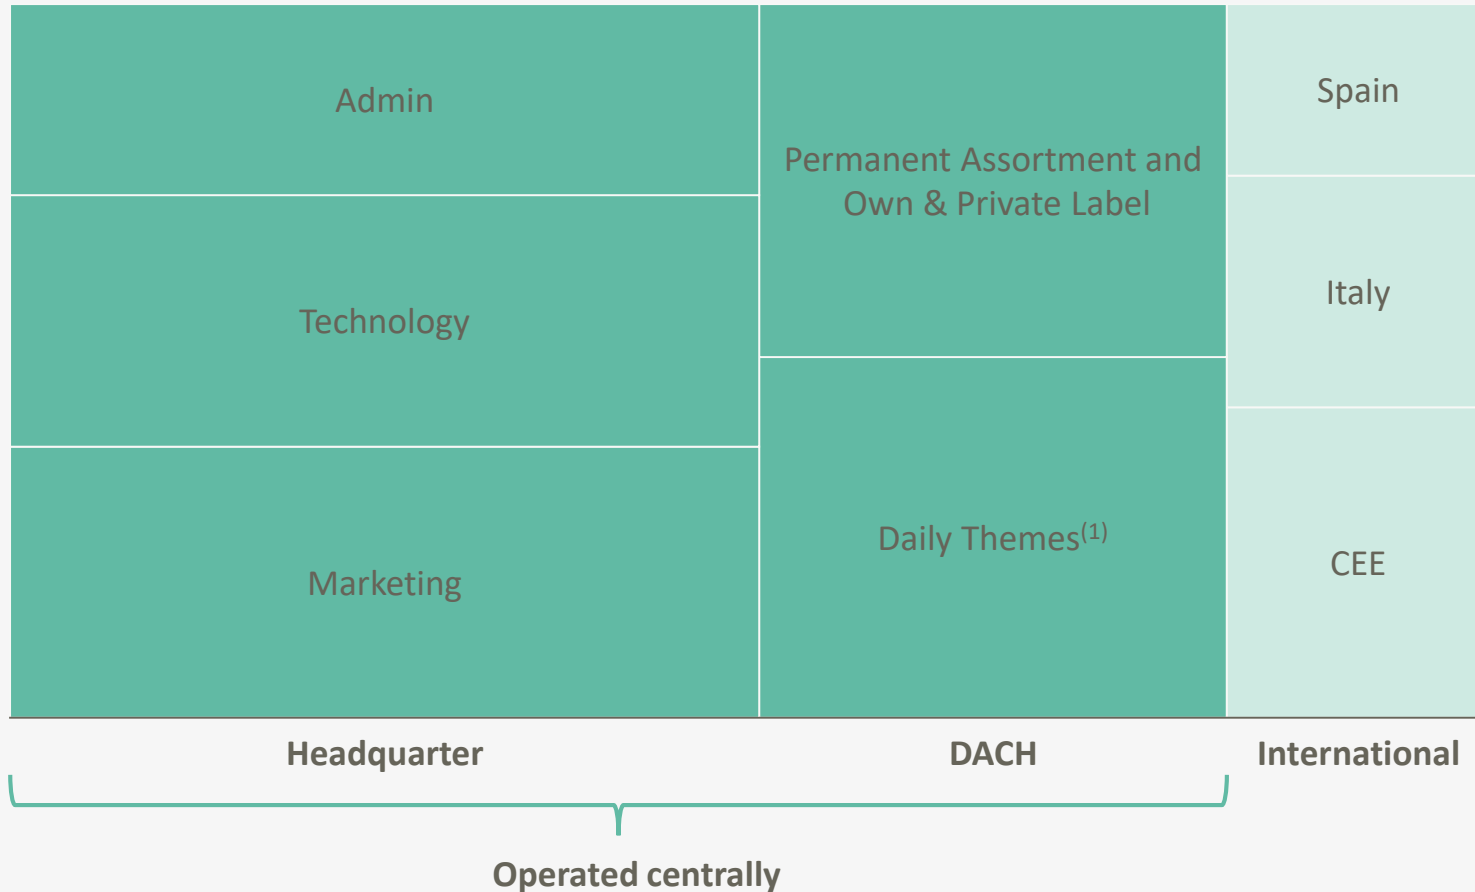 Admin
Technology
Marketing
Permanent Assortment and
Own & Private Label
Daily Themes(1)
Spain
Italy
CEE
Headquarter
DACH
International
Operated centrally